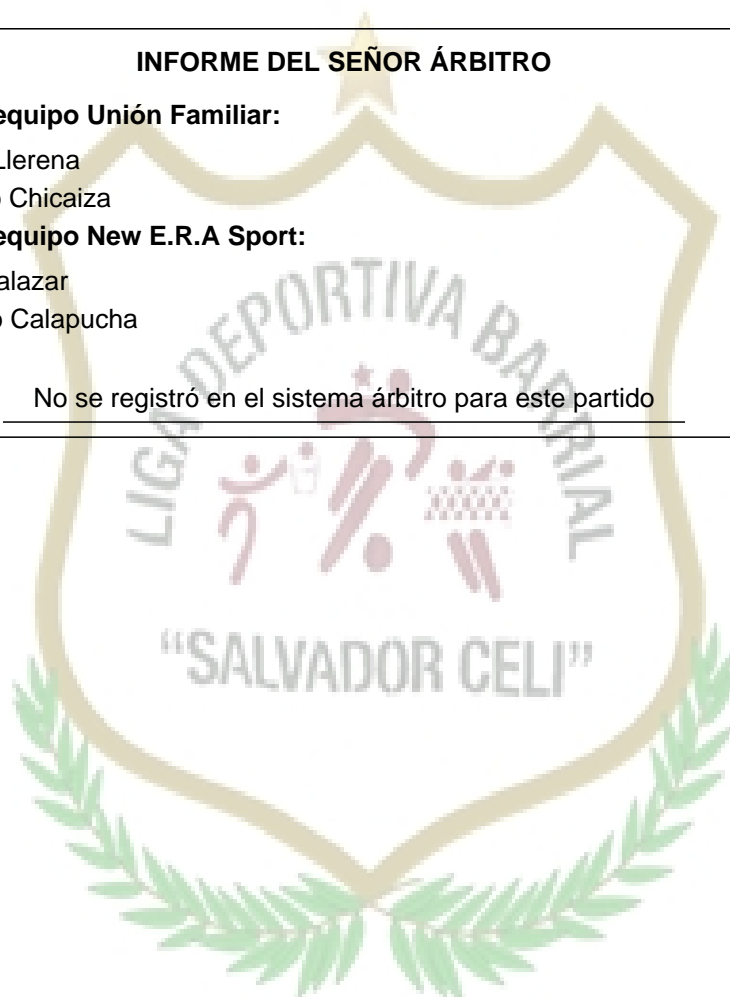 INFORME DEL SEÑOR ÁRBITRO
equipo Unión Familiar:
Llerena
Chicaiza
equipo New E.R.A Sport:
alazar
Calapucha
No se registró en el sistema árbitro para este partido
LIGA DEPORTIVA BARRIAL
“SALVADOR CELI”